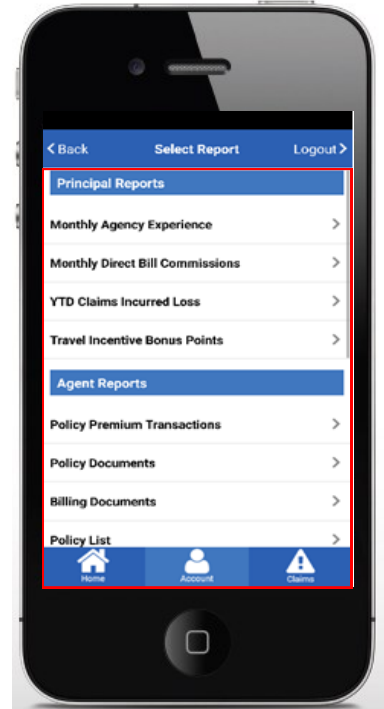 Back Select Report Logout
Principal Reports
Monthly Agency Experience
Monthly Direct Bill Commissions
YTD Claims Incurred Loss
Travel Incentive Bonus Points
Agent Reports
Policy Premium Transactions
Policy Documents
Billing Documents
Policy List
Home Account Claims